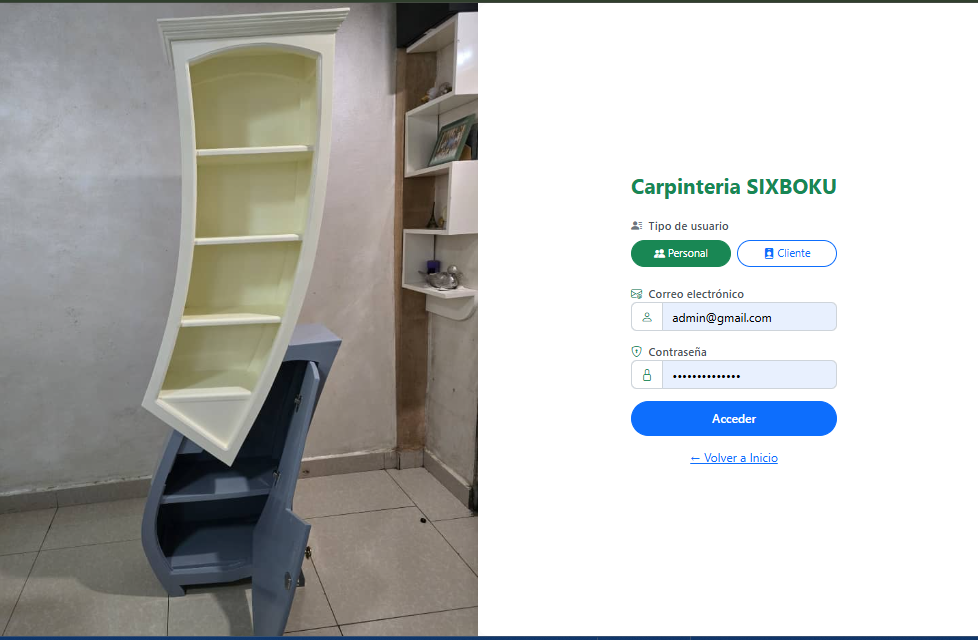 Carpinteria SIXBOKU
Tipo de usuario
Personal
Cliente
Correo electrónico
admin@gmail.com
Contraseña
••••••••••••••
Acceder
← Volver a Inicio